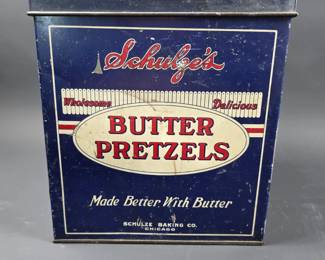 Schulze's
Wholesome Delicious
BUTTER
PRETZELS
Made Better With Butter
SCHULZE BAKING CO.
CHICAGO